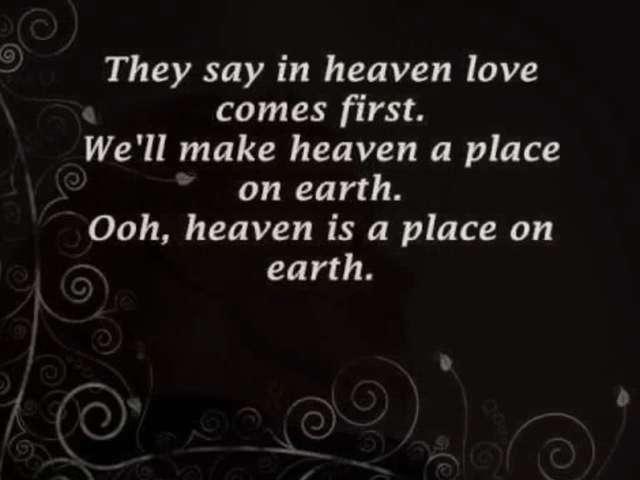 They say in heaven love
comes first.
We'll make heaven a place
on earth.
Ooh, heaven is a place on
earth.